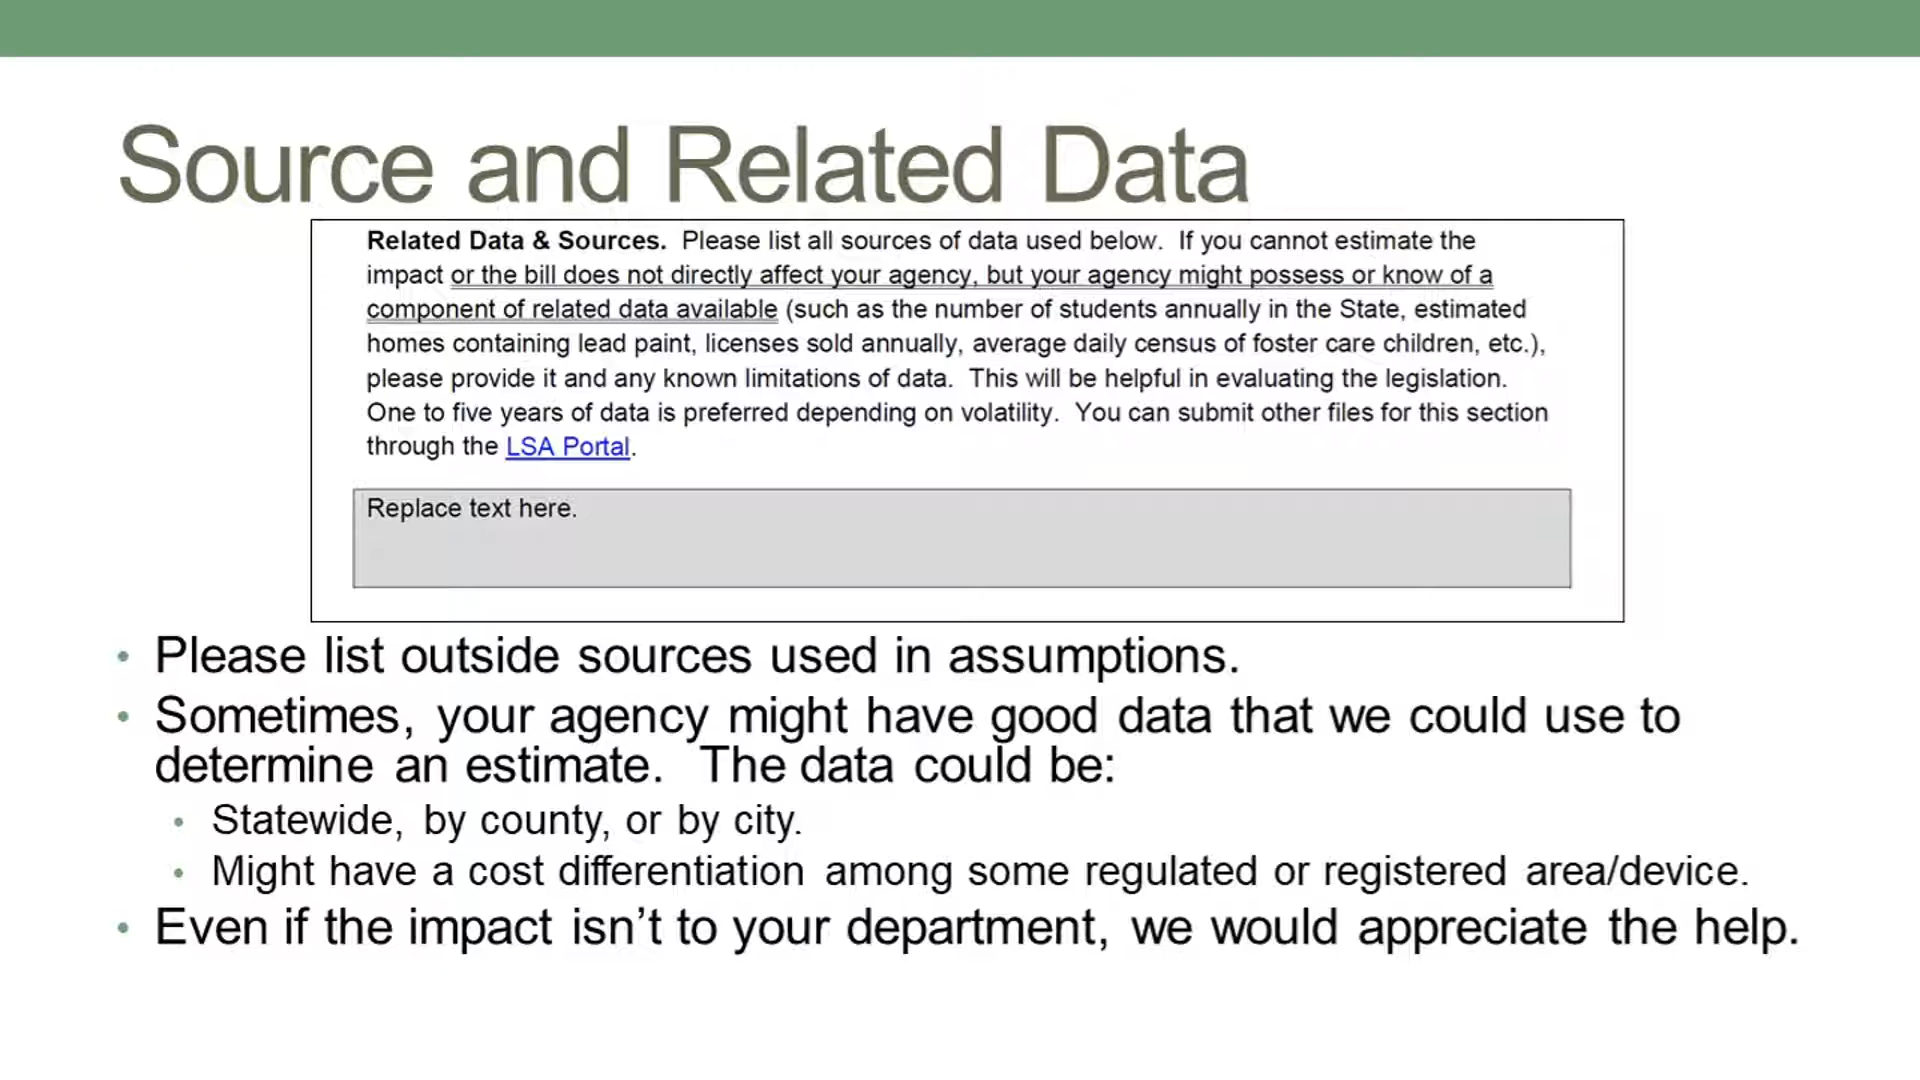 Source and Related Data
Related Data & Sources.  Please list all sources of data used below.  If you cannot estimate the
impact or the bill does not directly affect your agency, but your agency might possess or know of a
component of related data available (such as the number of students annually in the State, estimated
homes containing lead paint, licenses sold annually, average daily census of foster care children, etc.),
please provide it and any known limitations of data.  This will be helpful in evaluating the legislation.
One to five years of data is preferred depending on volatility.  You can submit other files for this section
through the LSA Portal.
Replace text here.
• Please list outside sources used in assumptions.
• Sometimes, your agency might have good data that we could use to
determine an estimate.  The data could be:
• Statewide, by county, or by city.
• Might have a cost differentiation among some regulated or registered area/device.
• Even if the impact isn’t to your department, we would appreciate the help.